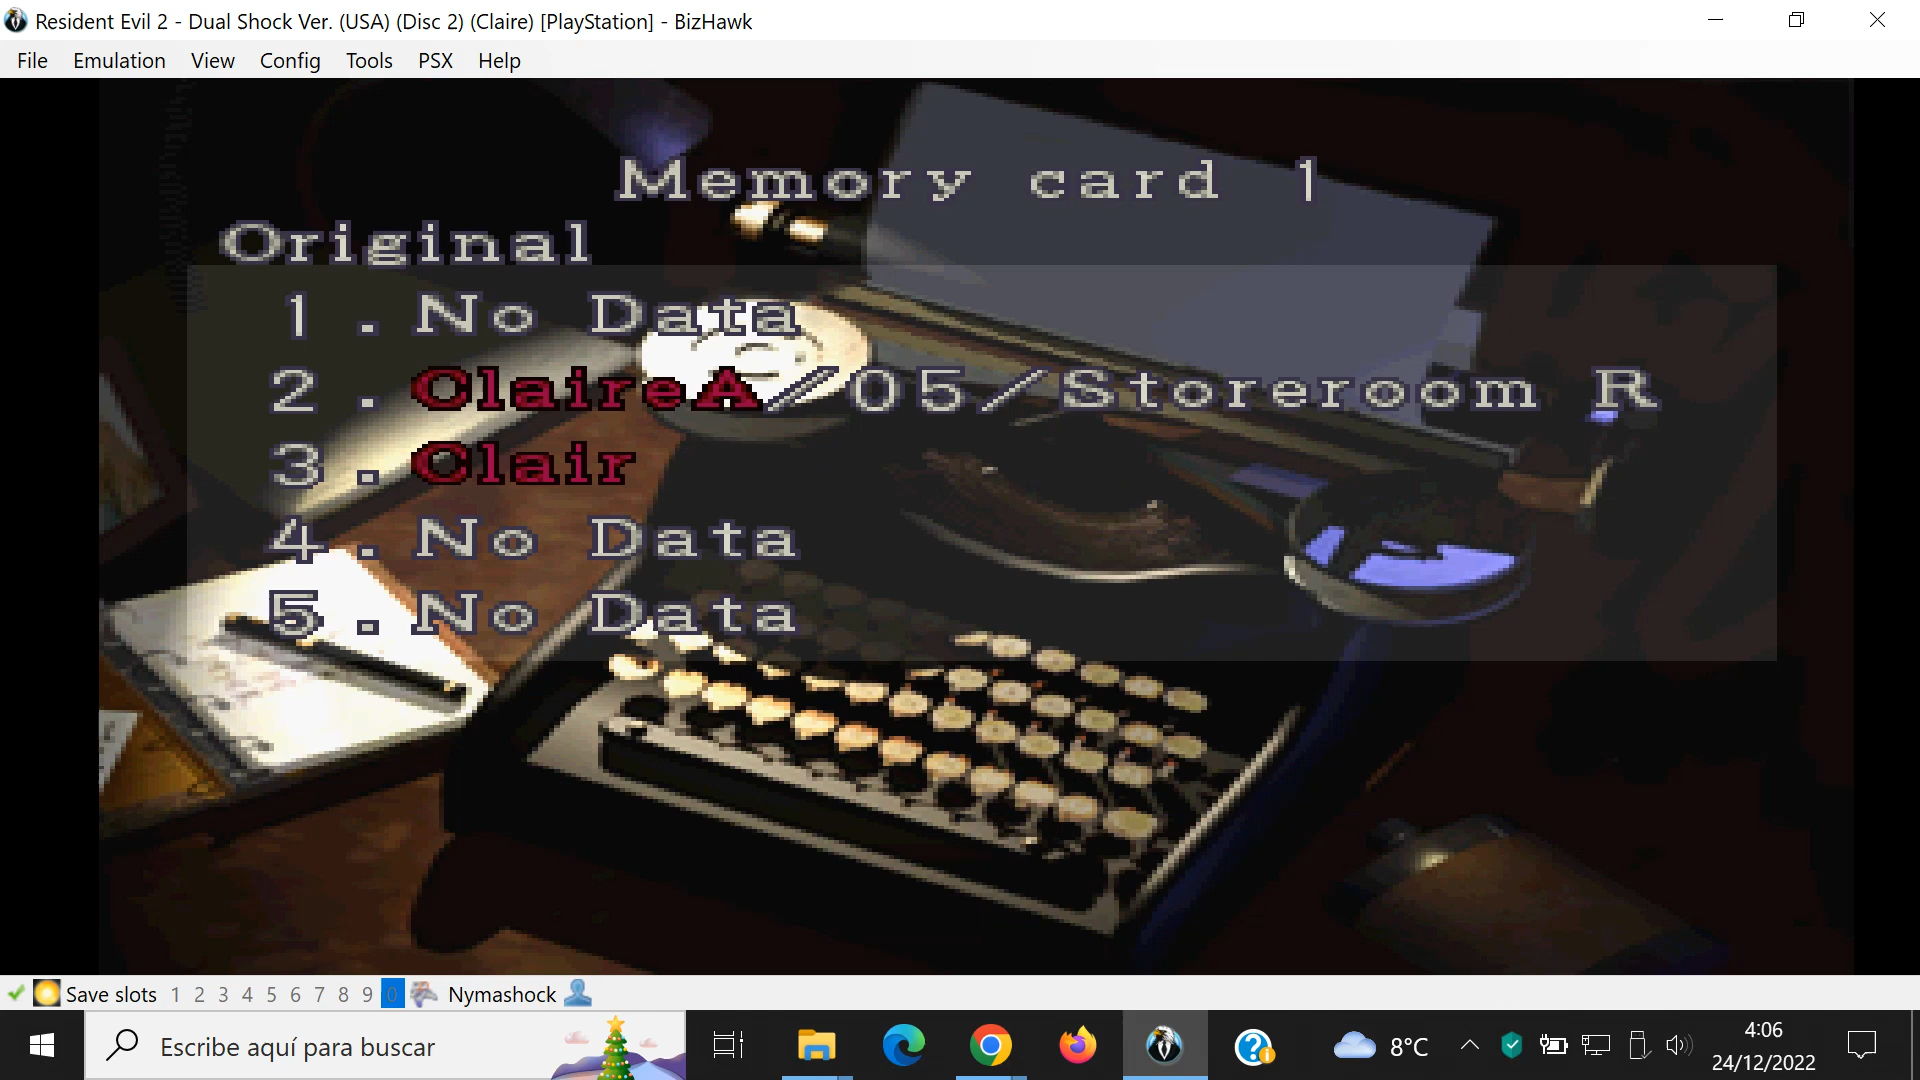 Resident Evil 2 - Dual Shock Ver. (USA) (Disc 2) (Claire) [PlayStation] - BizHawk
File Emulation View Config Tools PSX Help
Memory card 1
Original
1. No Data
2. ClaireA/05/Storeroom R
3. Clair
4. No Data
5. No Data
Save slots 1 2 3 4 5 6 7 8 9 0 Nymashock
Escribe aquí para buscar
8°C
4:06
24/12/2022